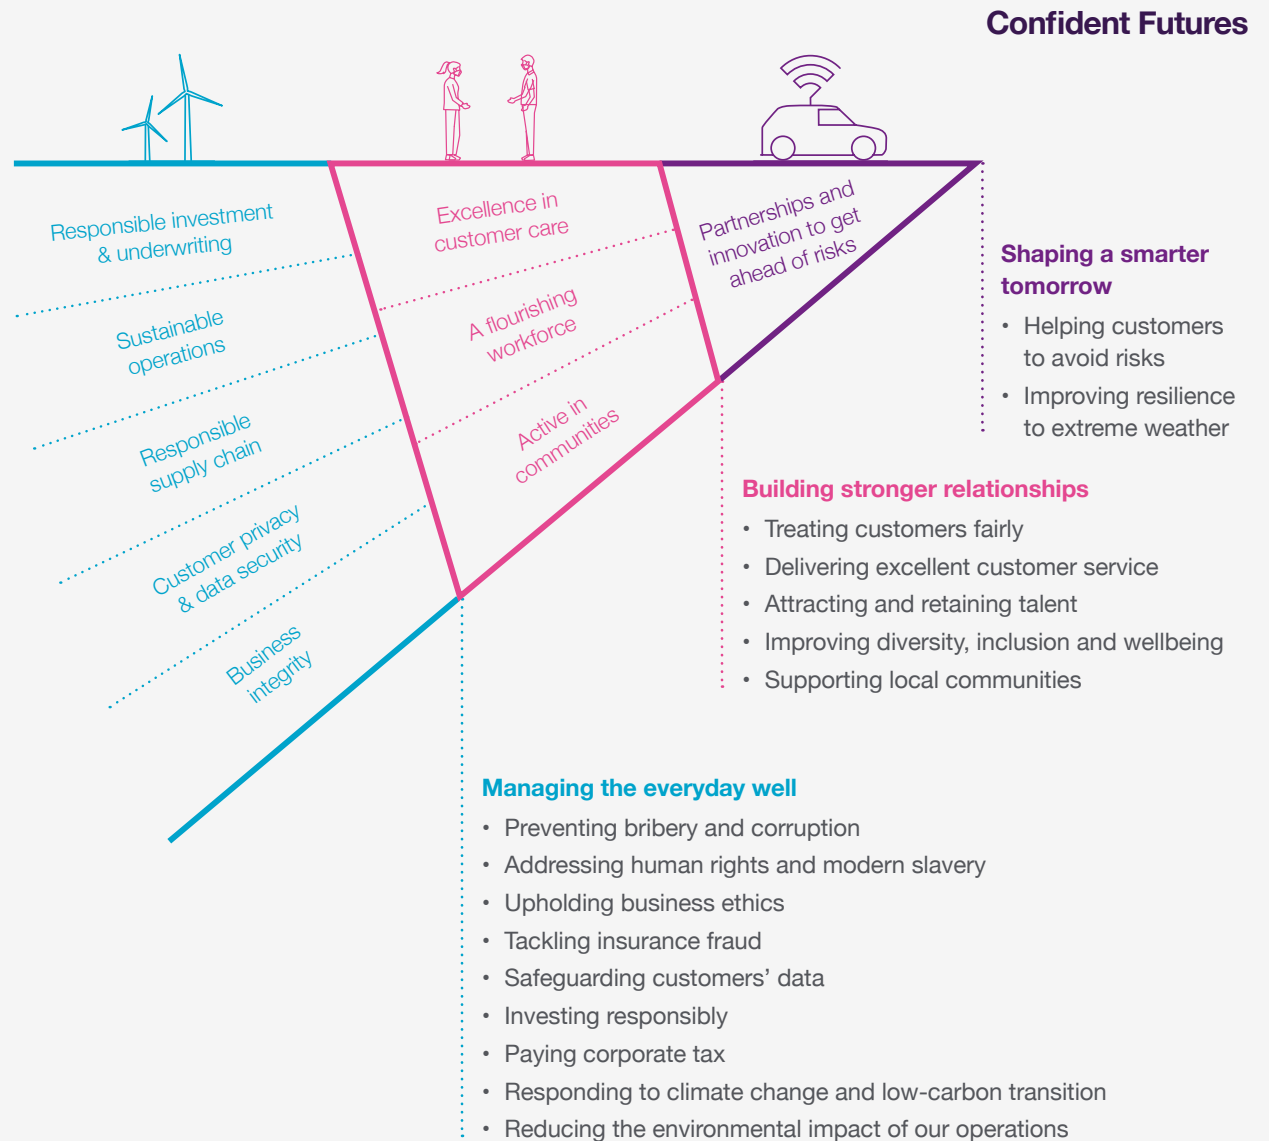 Confident Futures
Responsible investment
& underwriting
Sustainable
operations
Responsible
supply chain
Customer privacy
& data security
Business
integrity
Excellence in
customer care
A flourishing
workforce
Active in
communities
Partnerships and
innovation to get
ahead of risks
Shaping a smarter
tomorrow
• Helping customers
to avoid risks
• Improving resilience
to extreme weather
Building stronger relationships
• Treating customers fairly
• Delivering excellent customer service
• Attracting and retaining talent
• Improving diversity, inclusion and wellbeing
• Supporting local communities
Managing the everyday well
• Preventing bribery and corruption
• Addressing human rights and modern slavery
• Upholding business ethics
• Tackling insurance fraud
• Safeguarding customers’ data
• Investing responsibly
• Paying corporate tax
• Responding to climate change and low-carbon transition
• Reducing the environmental impact of our operations